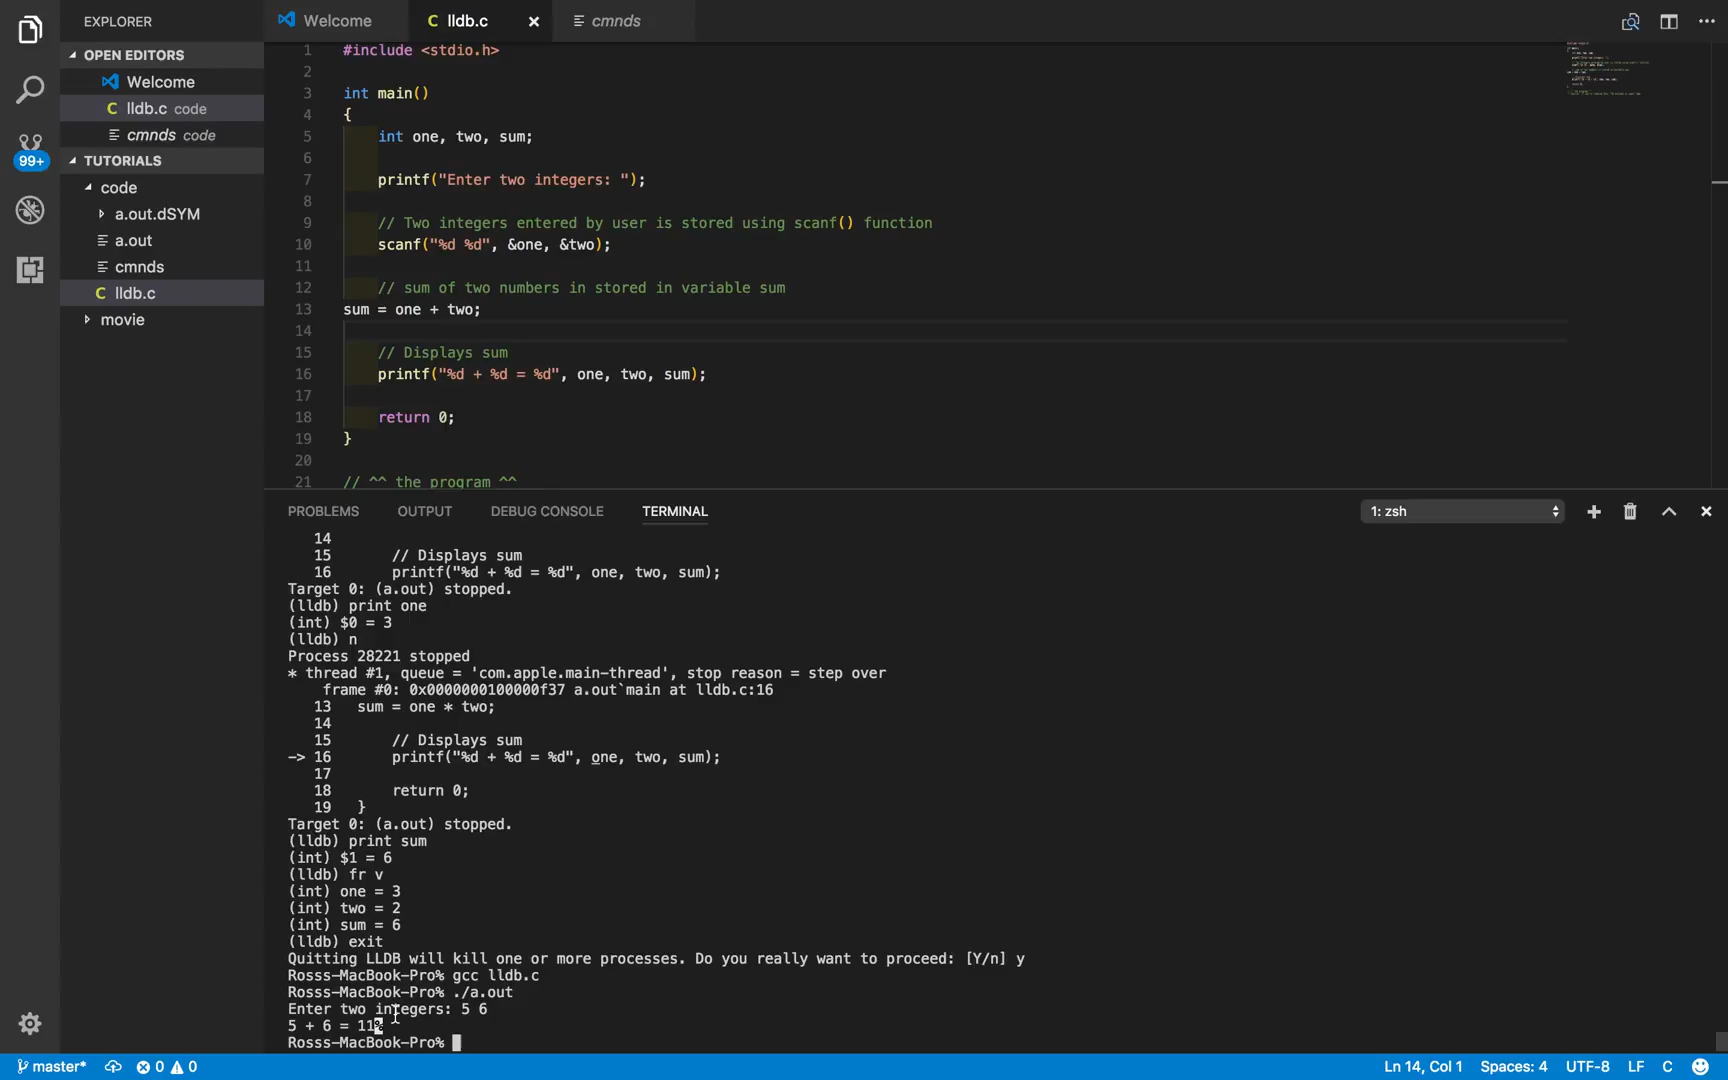 EXPLORER
OPEN EDITORS
Welcome
C lldb.c code
cmnds code
99+
TUTORIALS
code
a.out.dSYM
a.out
cmnds
C lldb.c
movie
Welcome
C lldb.c
cmnds
1 #include <stdio.h>
2
3 int main()
4 {
5 int one, two, sum;
6
7 printf("Enter two integers: ");
8
9 // Two integers entered by user is stored using scanf() function
10 scanf("%d %d", &one, &two);
11
12 // sum of two numbers in stored in variable sum
13 sum = one + two;
14
15 // Displays sum
16 printf("%d + %d = %d", one, two, sum);
17
18 return 0;
19 }
20
21 // ^^ the program ^^
PROBLEMS OUTPUT DEBUG CONSOLE TERMINAL 1: zsh
14
15 // Displays sum
16 printf("%d + %d = %d", one, two, sum);
Target 0: (a.out) stopped.
(lldb) print one
(int) $0 = 3
(lldb) n
Process 28221 stopped
* thread #1, queue = 'com.apple.main-thread', stop reason = step over
frame #0: 0x0000000100000f37 a.out`main at lldb.c:16
13 sum = one * two;
14
15 // Displays sum
-> 16 printf("%d + %d = %d", one, two, sum);
17
18 return 0;
19 }
Target 0: (a.out) stopped.
(lldb) print sum
(int) $1 = 6
(lldb) fr v
(int) one = 3
(int) two = 2
(int) sum = 6
(lldb) exit
Quitting LLDB will kill one or more processes. Do you really want to proceed: [Y/n] y
Rosss-MacBook-Pro% gcc lldb.c
Rosss-MacBook-Pro% ./a.out
Enter two integers: 5 6
5 + 6 = 11%
Rosss-MacBook-Pro%
master* 0 0 Ln 14, Col 1 Spaces: 4 UTF-8 LF C